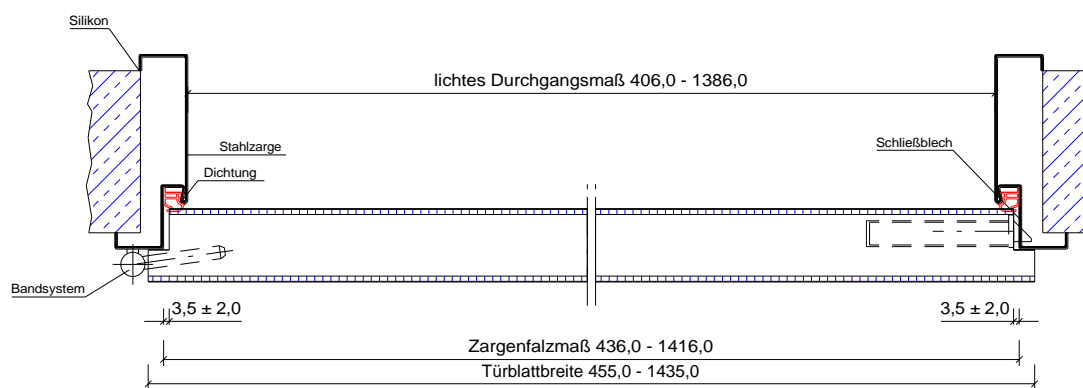 Silikon
lichtes Durchgangsmaß 406,0 - 1386,0
Stahlzarge
Schließblech
Dichtung
Bandsystem
3,5 ± 2,0
3,5 ± 2,0
Zargenfalzmaß 436,0 - 1416,0
Türblattbreite 455,0 - 1435,0